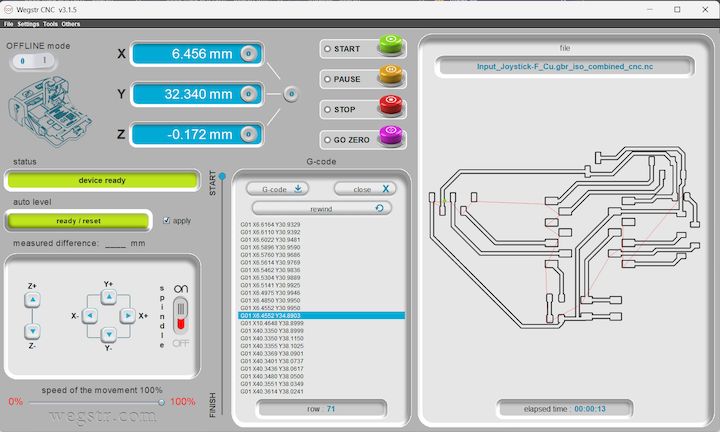 Wegstr CNC v3.1.5
File Settings Tools Others
OFFLINE mode
0 I
X 6.456 mm 0
Y 32.340 mm 0
Z -0.172 mm 0
0
START
PAUSE
STOP
GO ZERO
file
Input_Joystick-F_Cu.gbr_iso_combined_cnc.nc
status
device ready
auto level
ready / reset
apply
measured difference: ____ mm
Z+
Z-
Y+
X-
X+
Y-
spindle
ON
OFF
speed of the movement 100%
0% 100%
wegstr.com
START
FINISH
G-code
G-code close X
rewind
G01 X6.6164 Y30.9329
G01 X6.6110 Y30.9392
G01 X6.6022 Y30.9481
G01 X6.5896 Y30.9590
G01 X6.5760 Y30.9686
G01 X6.5614 Y30.9769
G01 X6.5462 Y30.9836
G01 X6.5304 Y30.9889
G01 X6.5141 Y30.9925
G01 X6.4975 Y30.9946
G01 X6.4850 Y30.9950
G01 X6.4552 Y30.9950
G01 X6.4552 Y34.8903
G01 X10.4648 Y38.8999
G01 X40.3350 Y38.8999
G01 X40.3350 Y38.1150
G01 X40.3355 Y38.1025
G01 X40.3369 Y38.0901
G01 X40.3401 Y38.0737
G01 X40.3436 Y38.0617
G01 X40.3480 Y38.0500
G01 X40.3551 Y38.0349
G01 X40.3614 Y38.0241
row : 71
elapsed time : 00:00:13